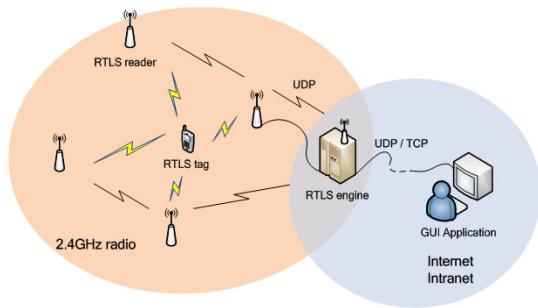 RTLS reader
UDP
RTLS tag
UDP / TCP
RTLS engine
GUI Application
2.4GHz radio
Internet
Intranet